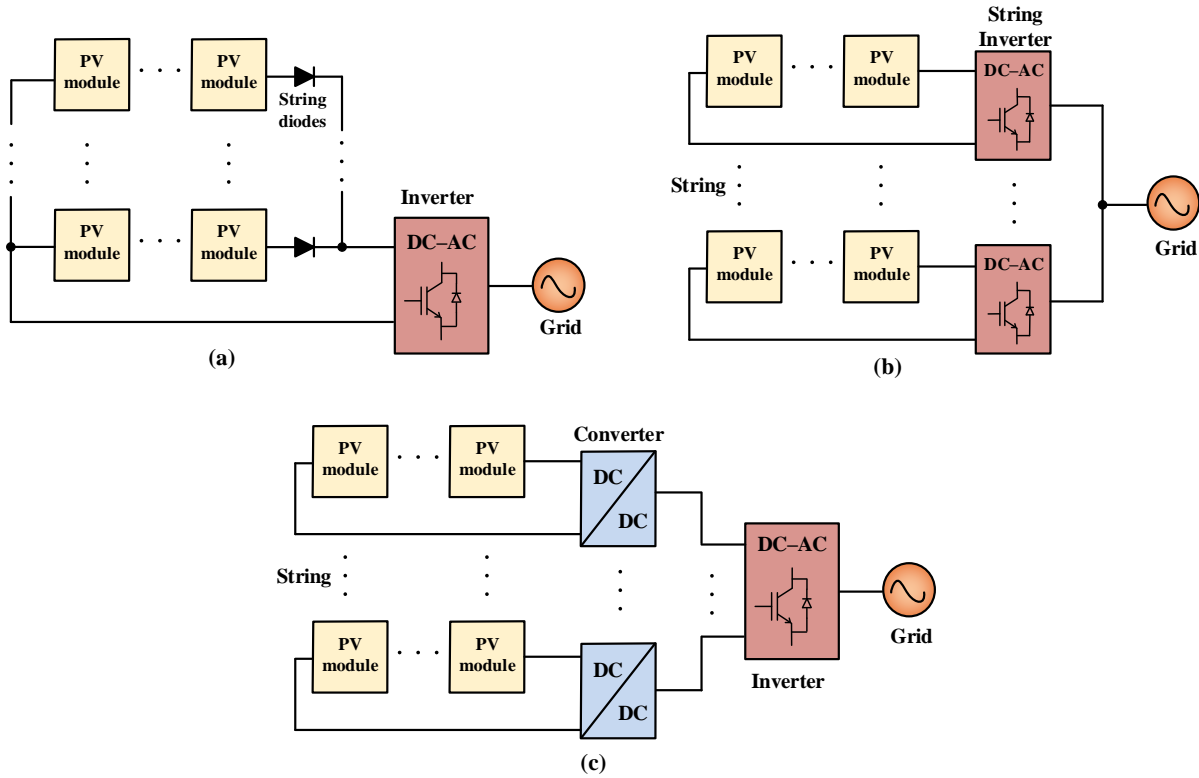 PV
module
PV
module
String
diodes
PV
module
PV
module
Inverter
DC–AC
Grid
(a)
String
Inverter
PV
module
PV
module
DC–AC
String
PV
module
PV
module
DC–AC
Grid
(b)
PV
module
PV
module
Converter
DC
DC
String
PV
module
PV
module
DC
DC
DC–AC
Inverter
Grid
(c)